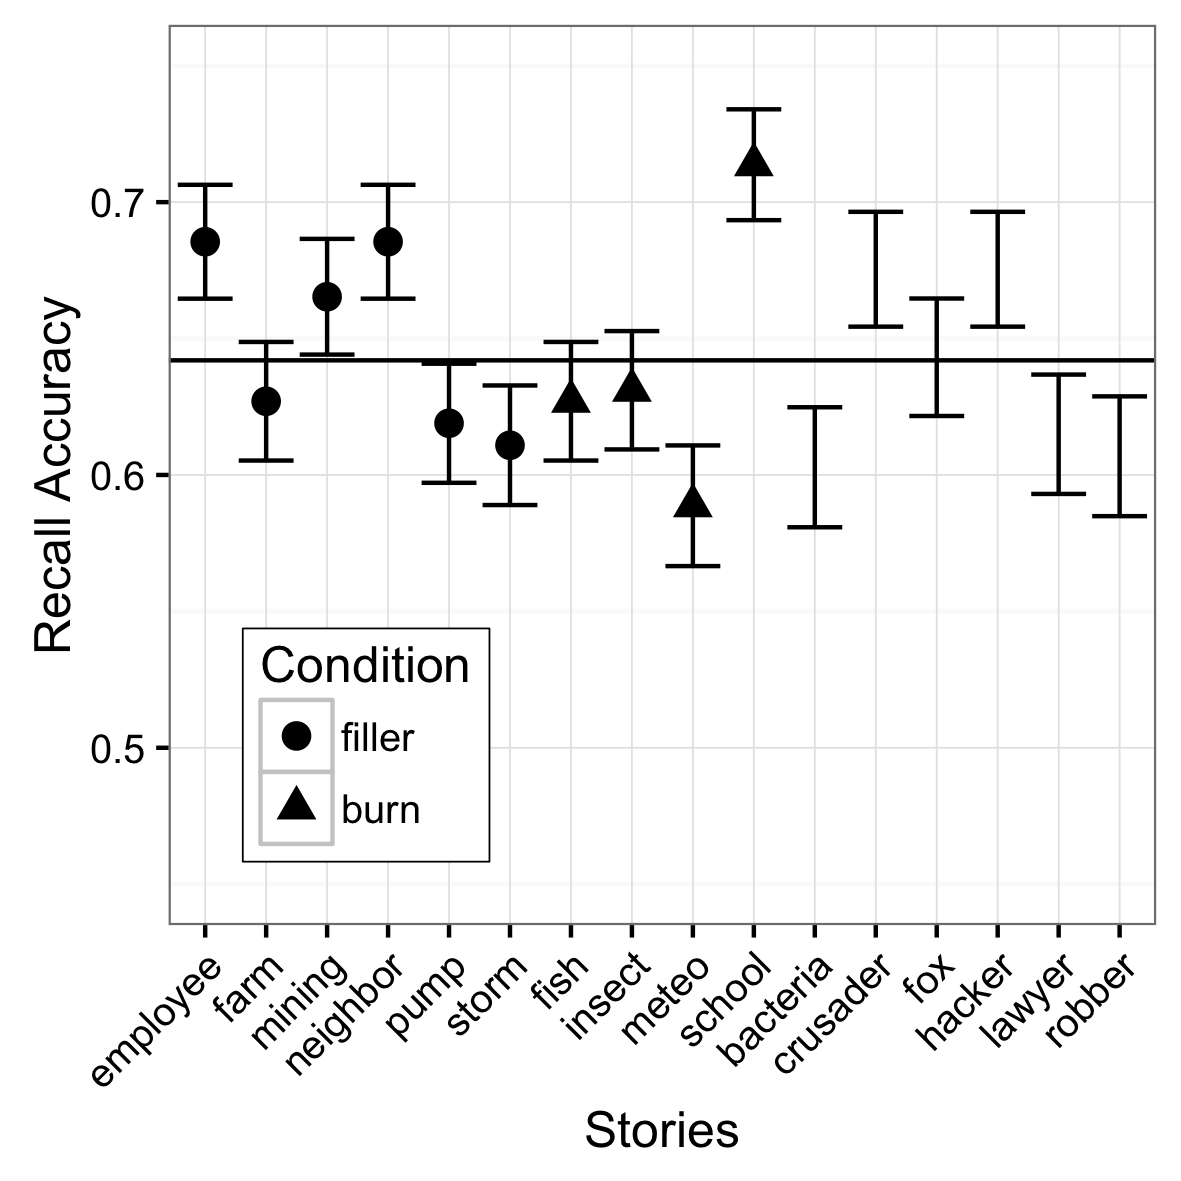 Recall Accuracy
0.7
0.6
0.5
Condition
filler
burn
employee
farm
mining
neighbor
pump
storm
fish
insect
meteo
school
bacteria
crusader
fox
hacker
lawyer
robber
Stories